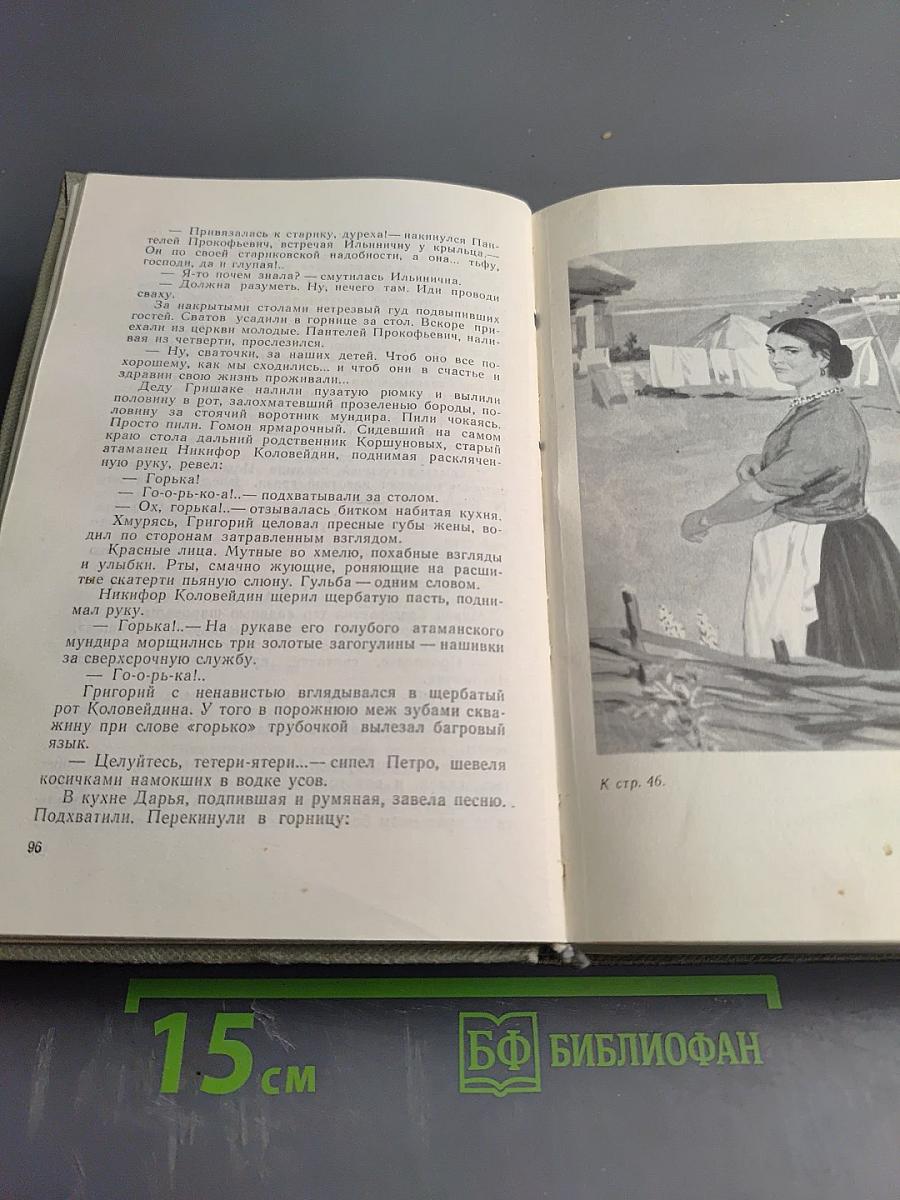 — Привязалась к старику, дуреха!— накинулся Пан-
телей Прокофьевич, встречая Ильиничну у крыльца.—
Он по своей стариковской надобности, а она... тьфу,
господи, да и глупая!..
— Я-то почем знала? — смутилась Ильинична.
— Должна разуметь. Ну, нечего там. Иди проводи
сваху.
За накрытыми столами нетрезвый гуд подвыпивших
гостей. Сватов усадили в горнице за стол. Вскоре при-
ехали из церкви молодые. Пантелей Прокофьевич, нали-
вая из четверти, прослезился.
— Ну, сваточки, за наших детей. Чтоб оно все по-
хорошему, как мы сходились... и чтоб они в счастье и
здравии свою жизнь проживали...
Деду Гришаке налили пузатую рюмку и вылили
половину в рот, залохматевший прозеленью бороды, по-
ловину за стоячий воротник мундира. Пили чокаясь.
Просто пили. Гомон ярмарочный. Сидевший на самом
краю стола дальний родственник Коршуновых, старый
атаманец Никифор Коловейдин, поднимая расклячен-
ную руку, ревел:
— Горька!
— Го-о-рь-ко-а!..— подхватывали за столом.
— Ох, горька!..— отзывалась битком набитая кухня.
Хмурясь, Григорий целовал пресные губы жены, во-
дил по сторонам затравленным взглядом.
Красные лица. Мутные во хмелю, похабные взгляды
и улыбки. Рты, смачно жующие, роняющие на расши-
тые скатерти пьяную слюну. Гульба — одним словом.
Никифор Коловейдин щерил щербатую пасть, подни-
мал руку.
— Горька!..— На рукаве его голубого атаманского
мундира морщились три золотые загогулины — нашивки
за сверхсрочную службу.
— Го-о-рь-ка!..
Григорий с ненавистью вглядывался в щербатый
рот Коловейдина. У того в порожнюю меж зубами сква-
жину при слове «горько» трубочкой вылезал багровый
язык.
— Целуйтесь, тетери-ятери...— сипел Петро, шевеля
косичками намокших в водке усов.
В кухне Дарья, подпившая и румяная, завела песню.
Подхватили. Перекинули в горницу:
96
К стр. 46.
15 см
БФ БИБЛИОФАН